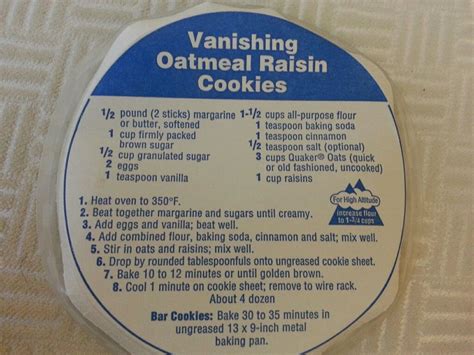 Vanishing
Oatmeal Raisin
Cookies
1/2 pound (2 sticks) margarine
or butter, softened
1 cup firmly packed
brown sugar
1/2 cup granulated sugar
2 eggs
1 teaspoon vanilla
1-1/2 cups all-purpose flour
1 teaspoon baking soda
1 teaspoon cinnamon
1/2 teaspoon salt (optional)
3 cups Quaker® Oats (quick
or old fashioned, uncooked)
1 cup raisins
For High Altitude
increase flour
to 1-3/4 cups
1. Heat oven to 350°F.
2. Beat together margarine and sugars until creamy.
3. Add eggs and vanilla; beat well.
4. Add combined flour, baking soda, cinnamon and salt; mix well.
5. Stir in oats and raisins; mix well.
6. Drop by rounded tablespoonfuls onto ungreased cookie sheet.
7. Bake 10 to 12 minutes or until golden brown.
8. Cool 1 minute on cookie sheet; remove to wire rack.
About 4 dozen
Bar Cookies: Bake 30 to 35 minutes in
ungreased 13 x 9-inch metal
baking pan.